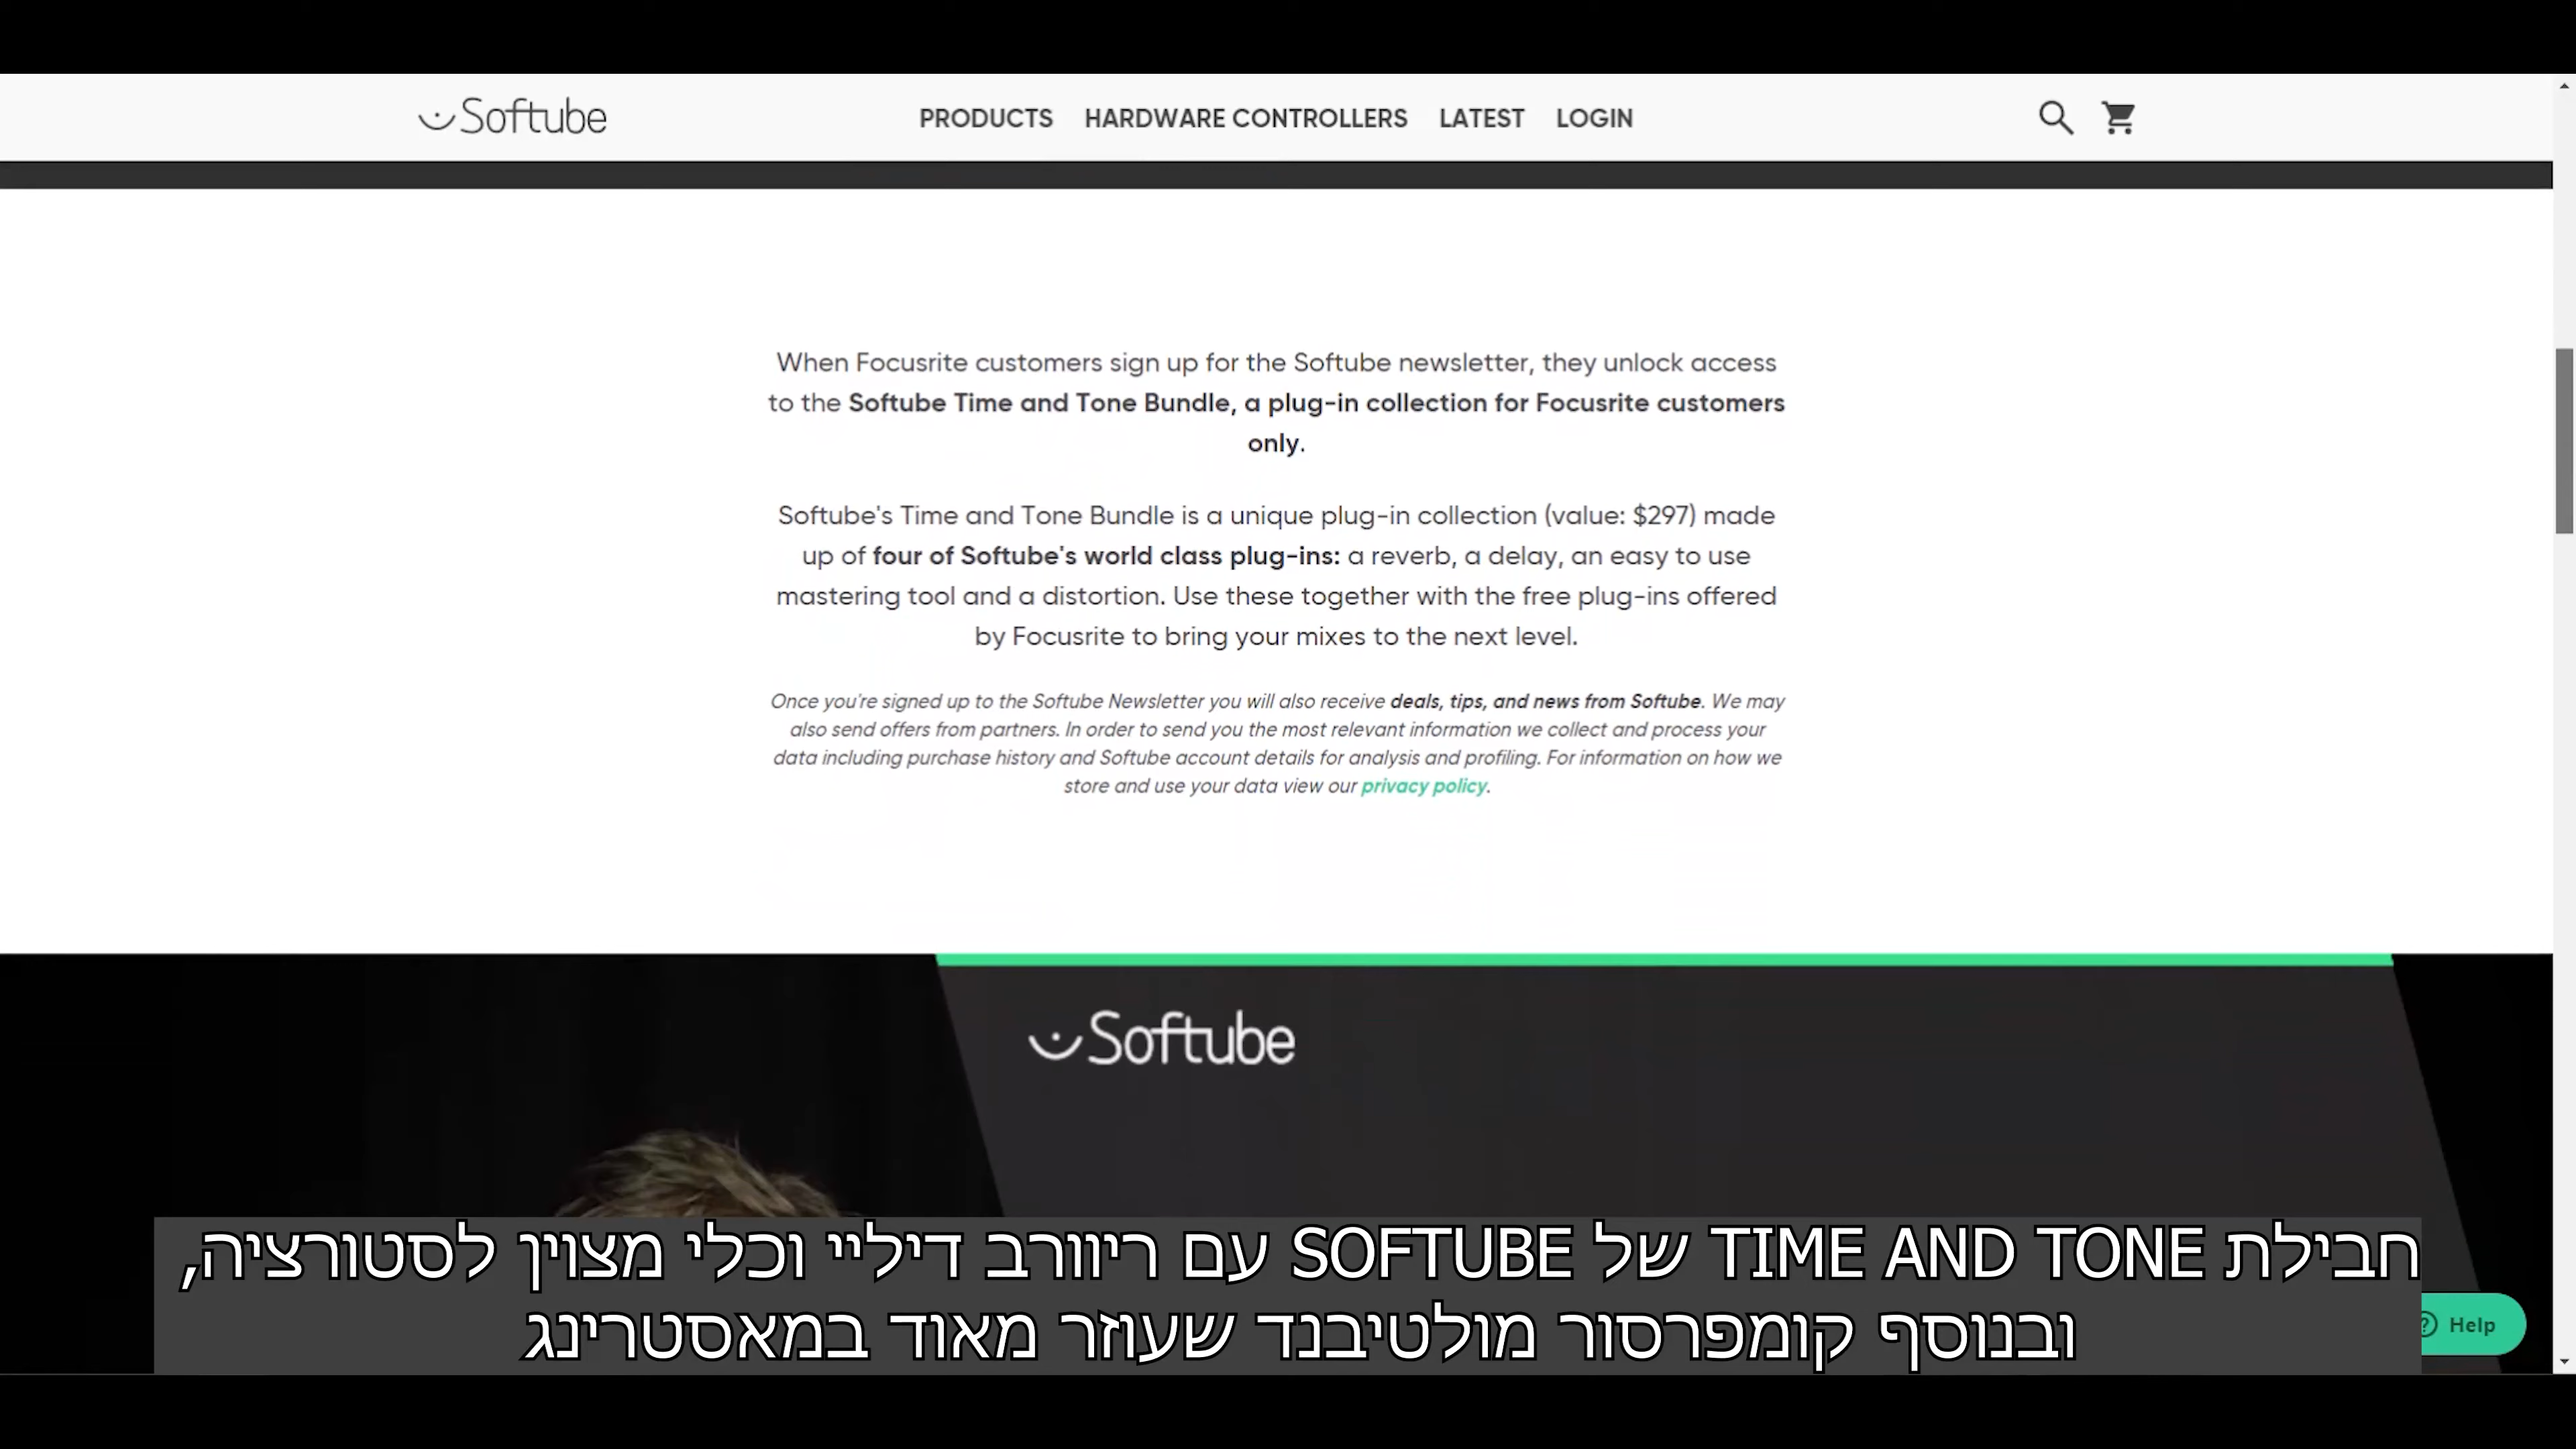 Softube
PRODUCTS HARDWARE CONTROLLERS LATEST LOGIN
When Focusrite customers sign up for the Softube newsletter, they unlock access
to the Softube Time and Tone Bundle, a plug-in collection for Focusrite customers
only.
Softube's Time and Tone Bundle is a unique plug-in collection (value: $297) made
up of four of Softube's world class plug-ins: a reverb, a delay, an easy to use
mastering tool and a distortion. Use these together with the free plug-ins offered
by Focusrite to bring your mixes to the next level.
Once you're signed up to the Softube Newsletter you will also receive deals, tips, and news from Softube. We may
also send offers from partners. In order to send you the most relevant information we collect and process your
data including purchase history and Softube account details for analysis and profiling. For information on how we
store and use your data view our privacy policy.
Softube
חבילת TIME AND TONE של SOFTUBE עם ריוורב דיליי וכלי מצוין לסטורציה,
ובנוסף קומפרסור מולטיבנד שעוזר מאוד במאסטרינג
? Help